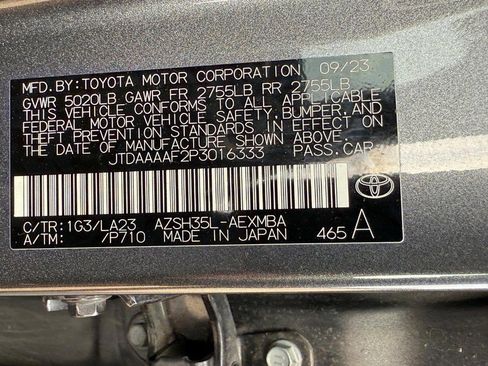 MFD.BY:TOYOTA MOTOR CORPORATION 09/23
GVWR 5020LB GAWR FR 2755LB RR 2755LB
THIS VEHICLE CONFORMS TO ALL APPLICABLE
FEDERAL MOTOR VEHICLE SAFETY,BUMPER,AND
THEFT PREVENTION STANDARDS IN EFFECT ON
THE DATE OF MANUFACTURE SHOWN ABOVE.
JTDAAAAF2P3016333 PASS.CAR
C/TR:1G3/LA23 AZSH35L-AEXMBA
A/TM: /P710 MADE IN JAPAN 465 A